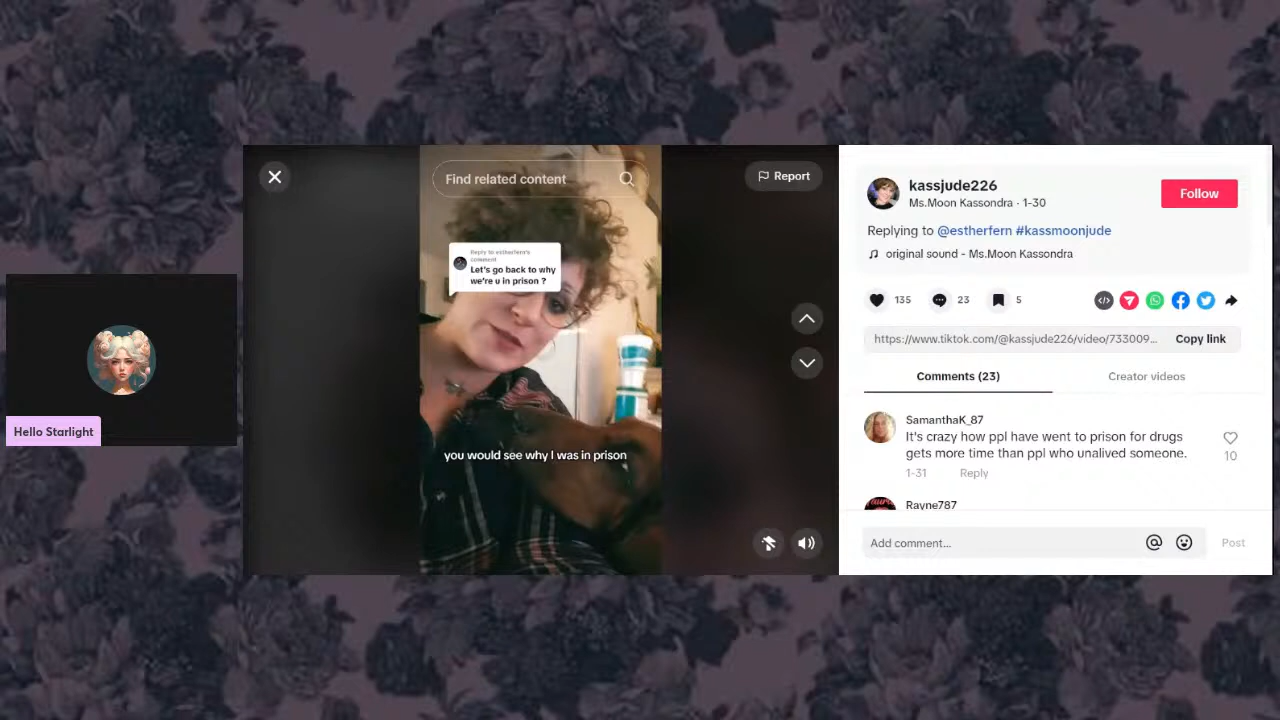 Hello Starlight
Find related content
Report
Reply to estherfern's
comment
Let's go back to why
we're u in prison ?
you would see why I was in prison
kassjude226
Ms.Moon Kassondra · 1-30
Follow
Replying to @estherfern #kassmoonjude
original sound - Ms.Moon Kassondra
135
23
5
https://www.tiktok.com/@kassjude226/video/733009...
Copy link
Comments (23)
Creator videos
SamanthaK_87
It's crazy how ppl have went to prison for drugs
gets more time than ppl who unalived someone.
10
1-31 Reply
Rayne787
Add comment...
Post